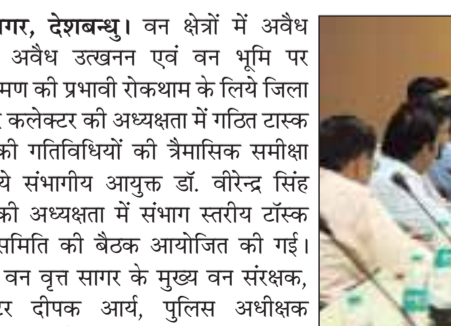 गर, देशबन्धु। वन क्षेत्रों में अवैध
अवैध उत्खनन एवं वन भूमि पर
मण की प्रभावी रोकथाम के लिये जिला
कलेक्टर की अध्यक्षता में गठित टास्क
की गतिविधियों की त्रैमासिक समीक्षा
ये संभागीय आयुक्त डॉ. वीरेन्द्र सिंह
की अध्यक्षता में संभाग स्तरीय टॉस्क
समिति की बैठक आयोजित की गई।
वन वृत्त सागर के मुख्य वन संरक्षक,
टर दीपक आर्य, पुलिस अधीक्षक